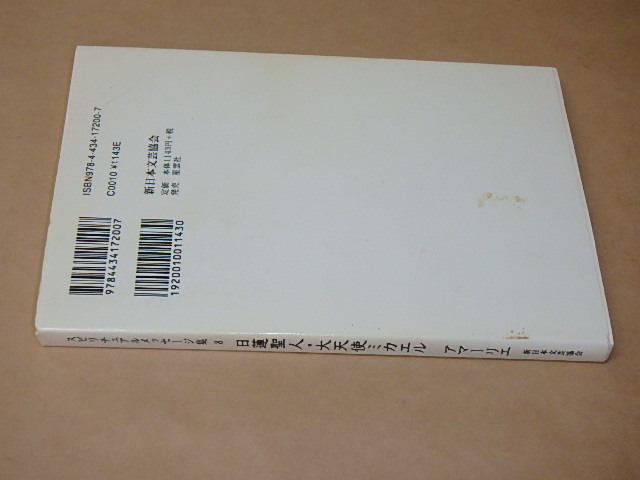 ISBN978-4-434-17200-7
C0010 ¥1143E
新日本文芸協会
定価 本体1143円+税
発売 星雲社
9784434172007
1920010011430
スピリチュアルメッセージ集 8 日蓮聖人・大天使ミカエル アマーリエ 新日本文芸協会